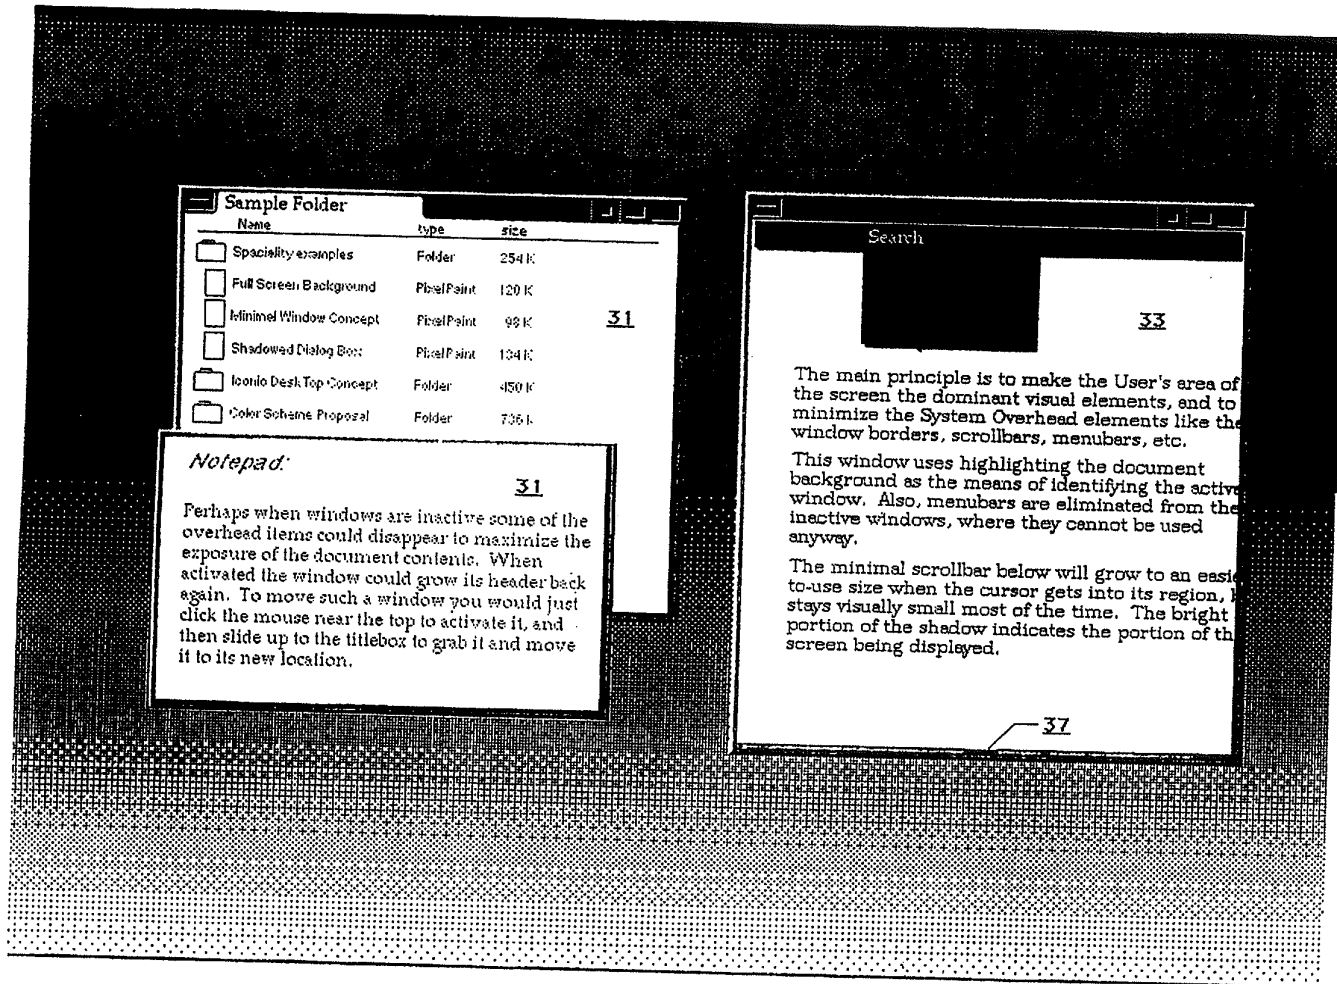 Sample Folder
Name type size
Spaciality examples Folder 254 K
Full Screen Background PixelPaint 120 K
Minimal Window Concept PixelPaint 98 K
31
Shadowed Dialog Box PixelPaint 134 K
Iconic Desk Top Concept Folder 450 K
Color Scheme Proposal Folder 736 K
Notepad:
31
Perhaps when windows are inactive some of the
overhead items could disappear to maximize the
exposure of the document contents. When
activated the window could grow its header back
again. To move such a window you would just
click the mouse near the top to activate it, and
then slide up to the titlebox to grab it and move
it to its new location.
Search
33
The main principle is to make the User's area of
the screen the dominant visual elements, and to
minimize the System Overhead elements like the
window borders, scrollbars, menubars, etc.
This window uses highlighting the document
background as the means of identifying the active
window. Also, menubars are eliminated from the
inactive windows, where they cannot be used
anyway.
The minimal scrollbar below will grow to an easie
to-use size when the cursor gets into its region,
stays visually small most of the time. The bright
portion of the shadow indicates the portion of th
screen being displayed.
37